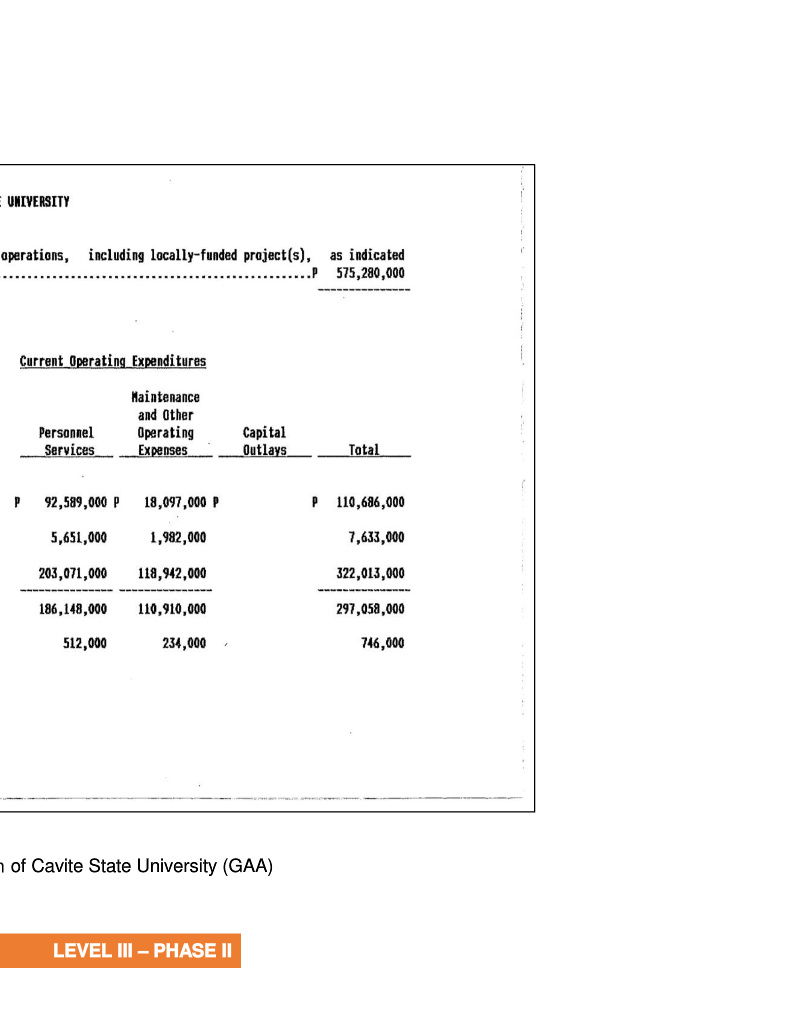 E UNIVERSITY
operations, including locally-funded project(s), as indicated
....................................................P 575,280,000
Current Operating Expenditures
Maintenance
and Other
Personnel Operating Capital
Services Expenses Outlays Total
P 92,589,000 P 18,097,000 P P 110,686,000
5,651,000 1,982,000 7,633,000
203,071,000 118,942,000 322,013,000
186,148,000 110,910,000 297,058,000
512,000 234,000 746,000
n of Cavite State University (GAA)
LEVEL III – PHASE II